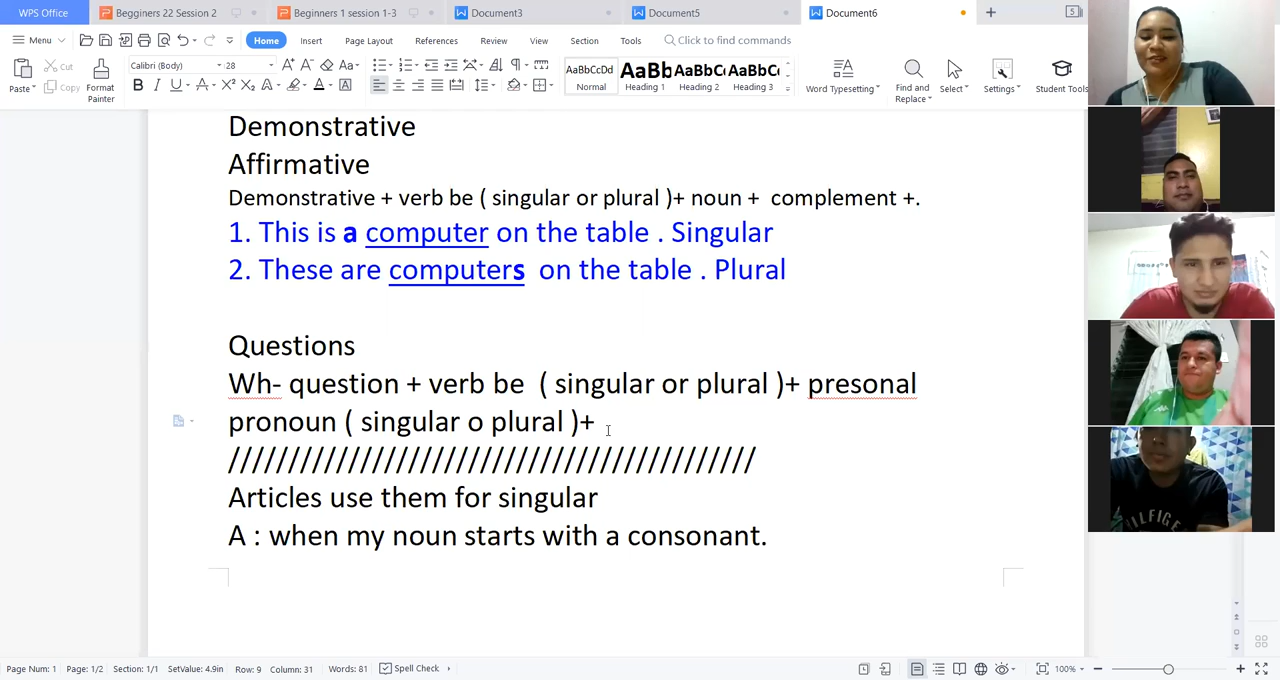 WPS Office Begginers 22 Session 2 Beginners 1 session 1-3 Document3 Document5 Document6 5
Menu Home Insert Page Layout References Review View Section Tools Click to find commands
Paste Cut Copy Format Painter Calibri (Body) 28 AaBbCcDd Normal AaBb Heading 1 AaBbC Heading 2 AaBbC Heading 3 Word Typesetting Find and Replace Select Settings Student Tools
Demonstrative
Affirmative
Demonstrative + verb be ( singular or plural )+ noun + complement +.
1. This is a computer on the table . Singular
2. These are computers on the table . Plural
Questions
Wh- question + verb be ( singular or plural )+ presonal
pronoun ( singular o plural )+
//////////////////////////////////////////////
Articles use them for singular
A : when my noun starts with a consonant.
Page Num: 1 Page: 1/2 Section: 1/1 SetValue: 4.9in Row: 9 Column: 31 Words: 81 Spell Check 100%